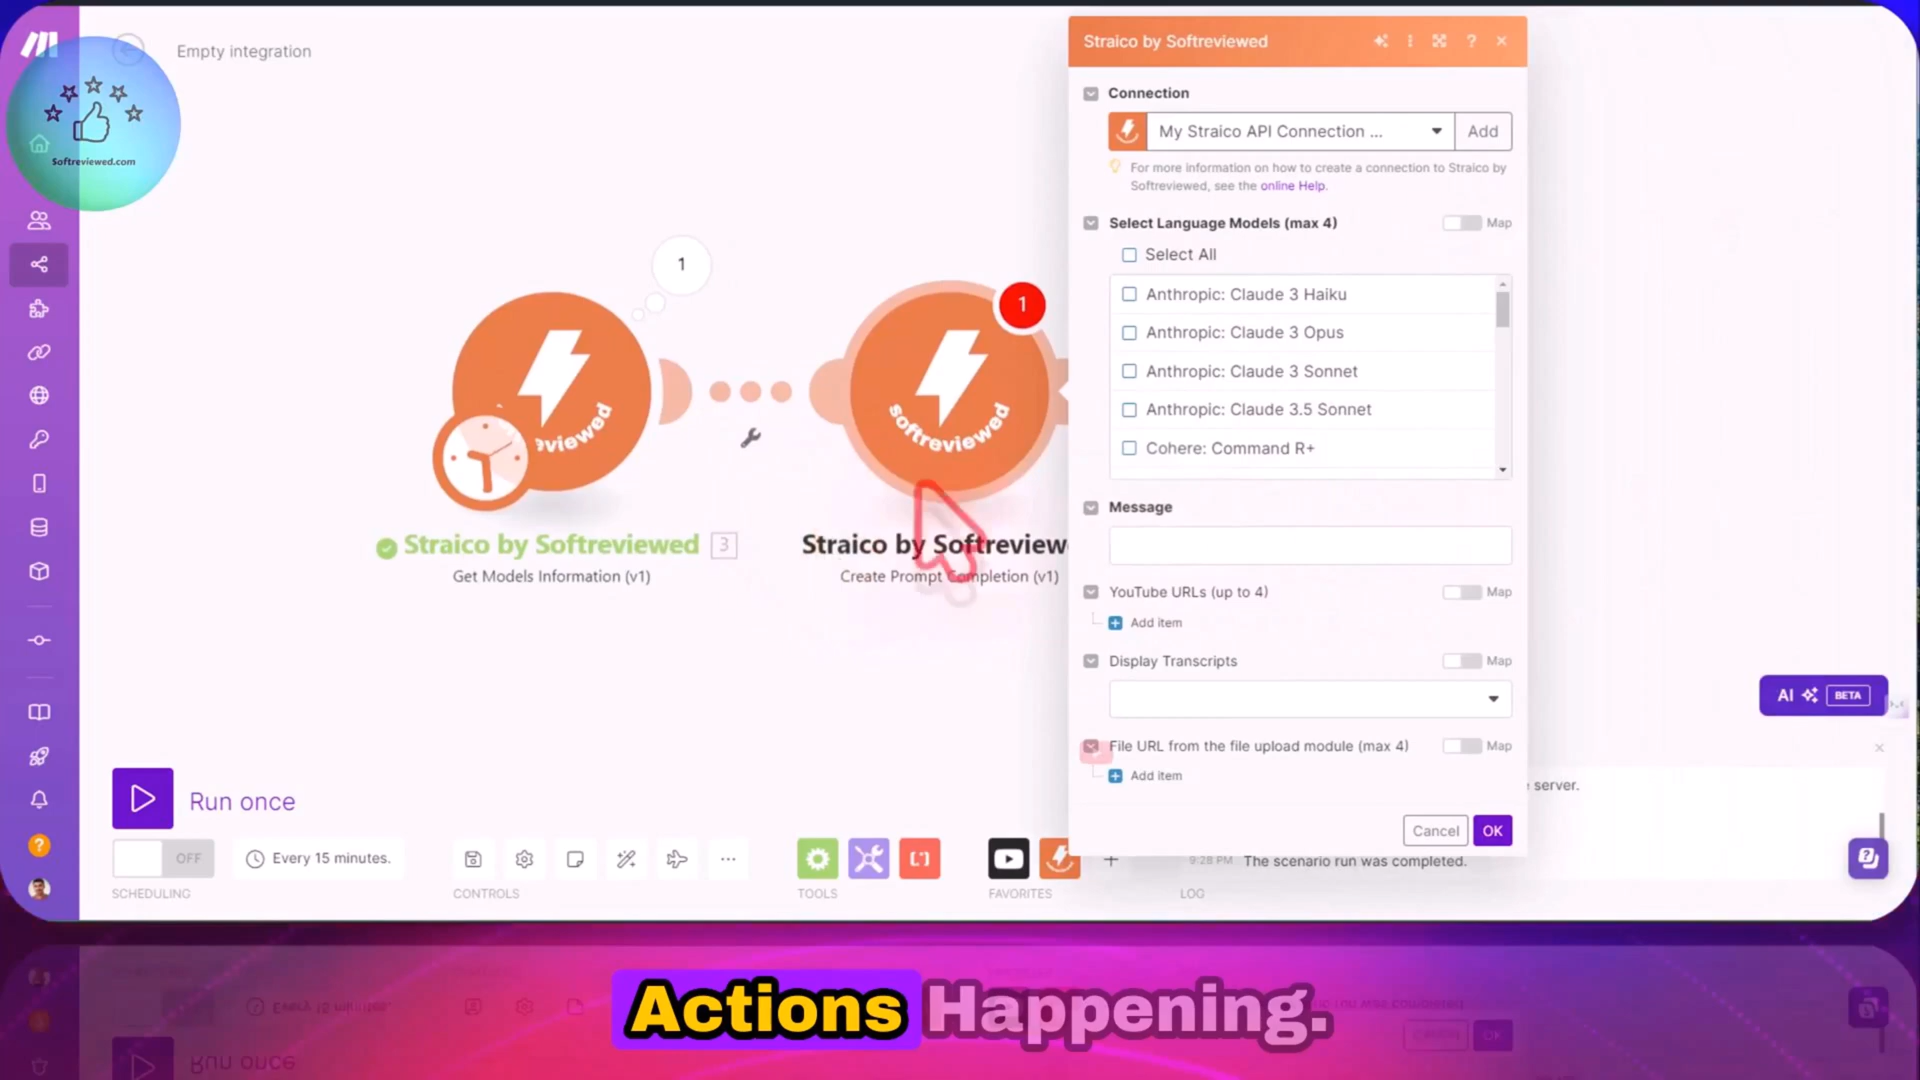 Empty integration
Softreviewed.com
1
eviewed
Straico by Softreviewed 3
Get Models Information (v1)
1
softreviewed
Straico by Softreview
Create Prompt Completion (v1)
Straico by Softreviewed
?
Connection
My Straico API Connection ...
Add
For more information on how to create a connection to Straico by
Softreviewed, see the online Help.
Select Language Models (max 4)
Map
Select All
Anthropic: Claude 3 Haiku
Anthropic: Claude 3 Opus
Anthropic: Claude 3 Sonnet
Anthropic: Claude 3.5 Sonnet
Cohere: Command R+
Message
YouTube URLs (up to 4)
Map
Add item
Display Transcripts
Map
File URL from the file upload module (max 4)
Map
Add item
Cancel
OK
AI BETA
server.
9:28 PM The scenario run was completed.
Run once
OFF
Every 15 minutes.
SCHEDULING
CONTROLS
TOOLS
FAVORITES
LOG
Actions Happening.